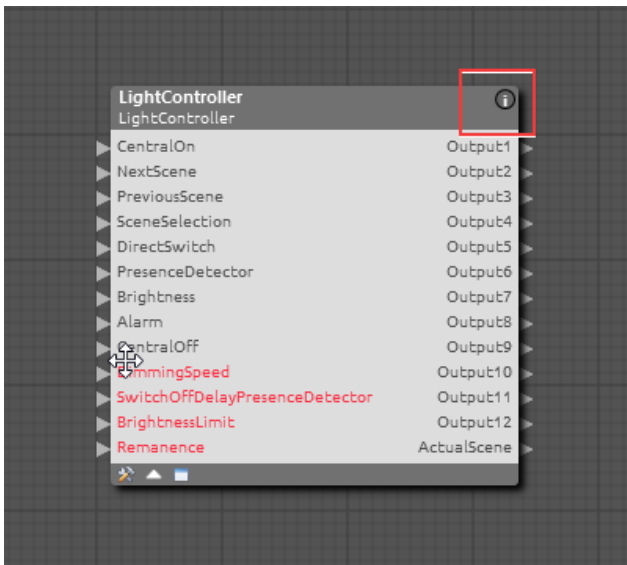 LightController
LightController
CentralOn Output1
NextScene Output2
PreviousScene Output3
SceneSelection Output4
DirectSwitch Output5
PresenceDetector Output6
Brightness Output7
Alarm Output8
CentralOff Output9
DimmingSpeed Output10
SwitchOffDelayPresenceDetector Output11
BrightnessLimit Output12
Remanence ActualScene